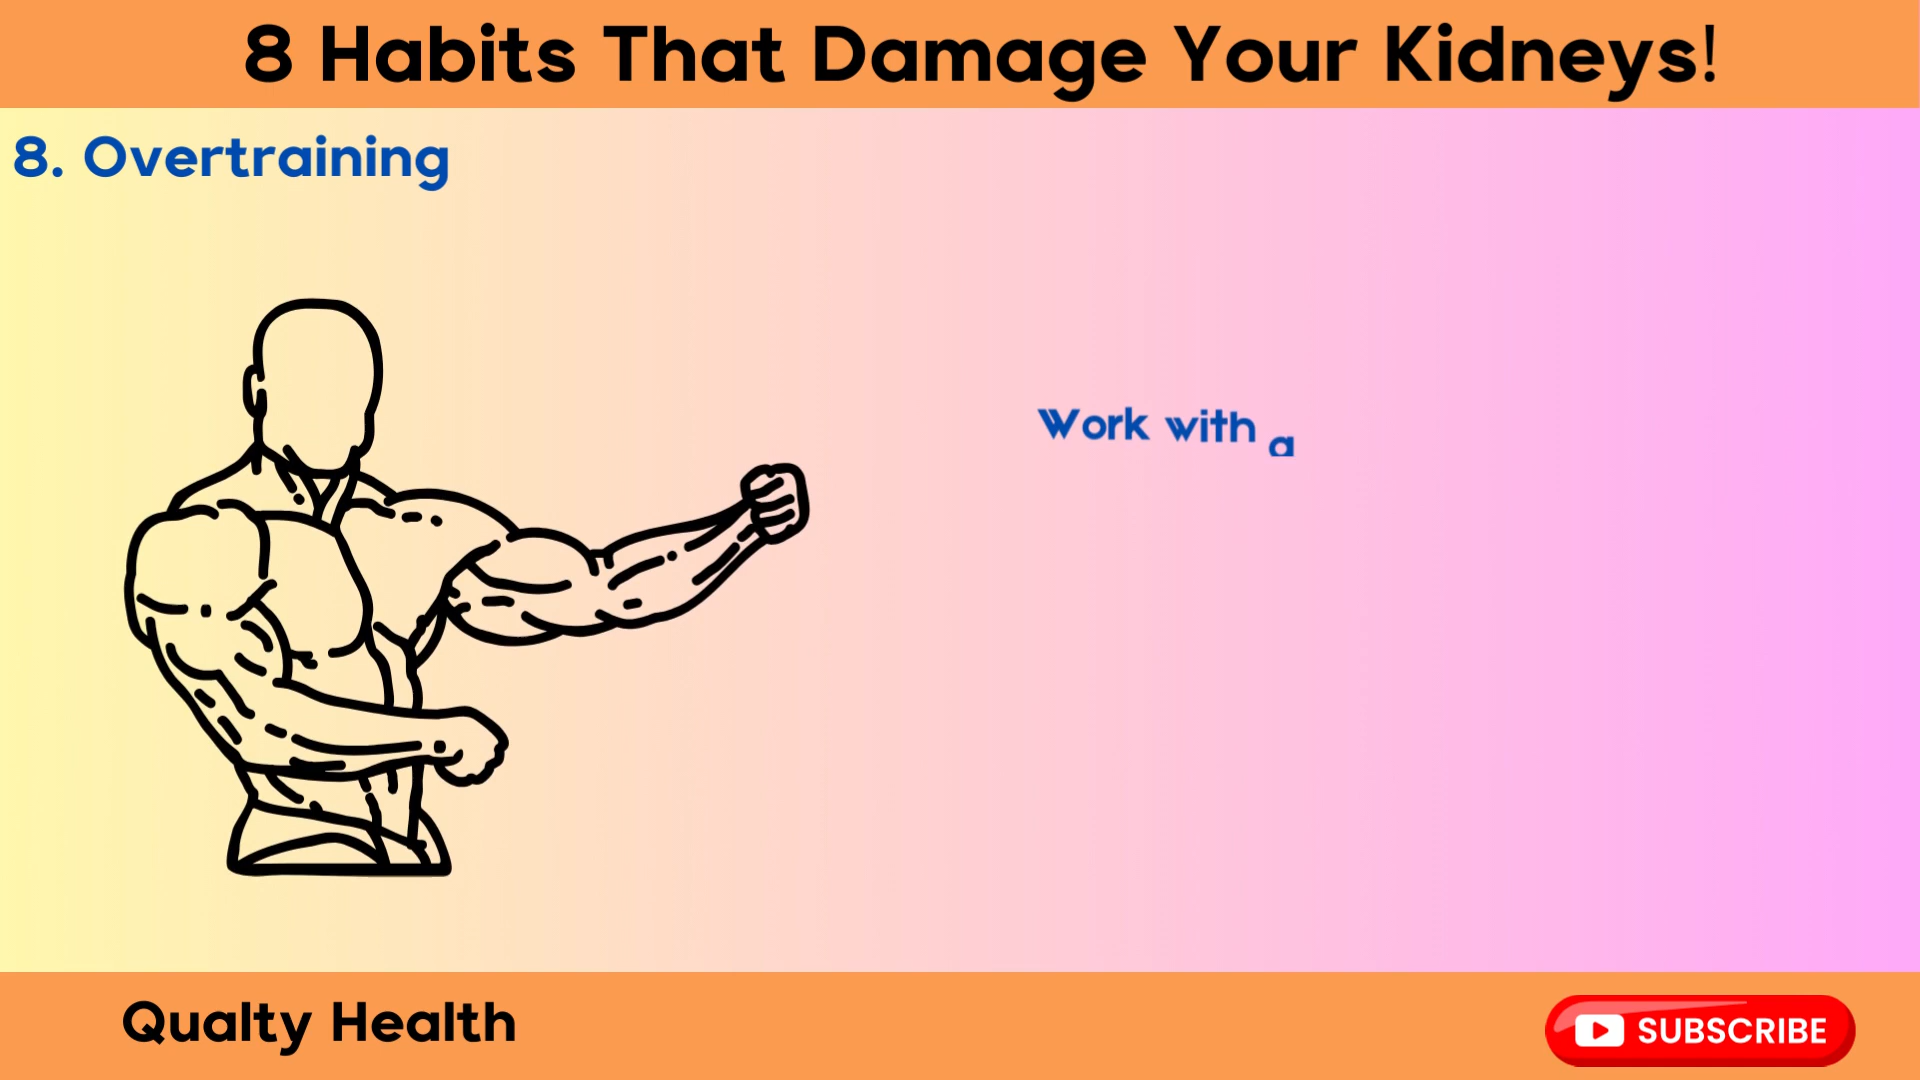 8 Habits That Damage Your Kidneys!
8. Overtraining
Work with a
Qualty Health
SUBSCRIBE